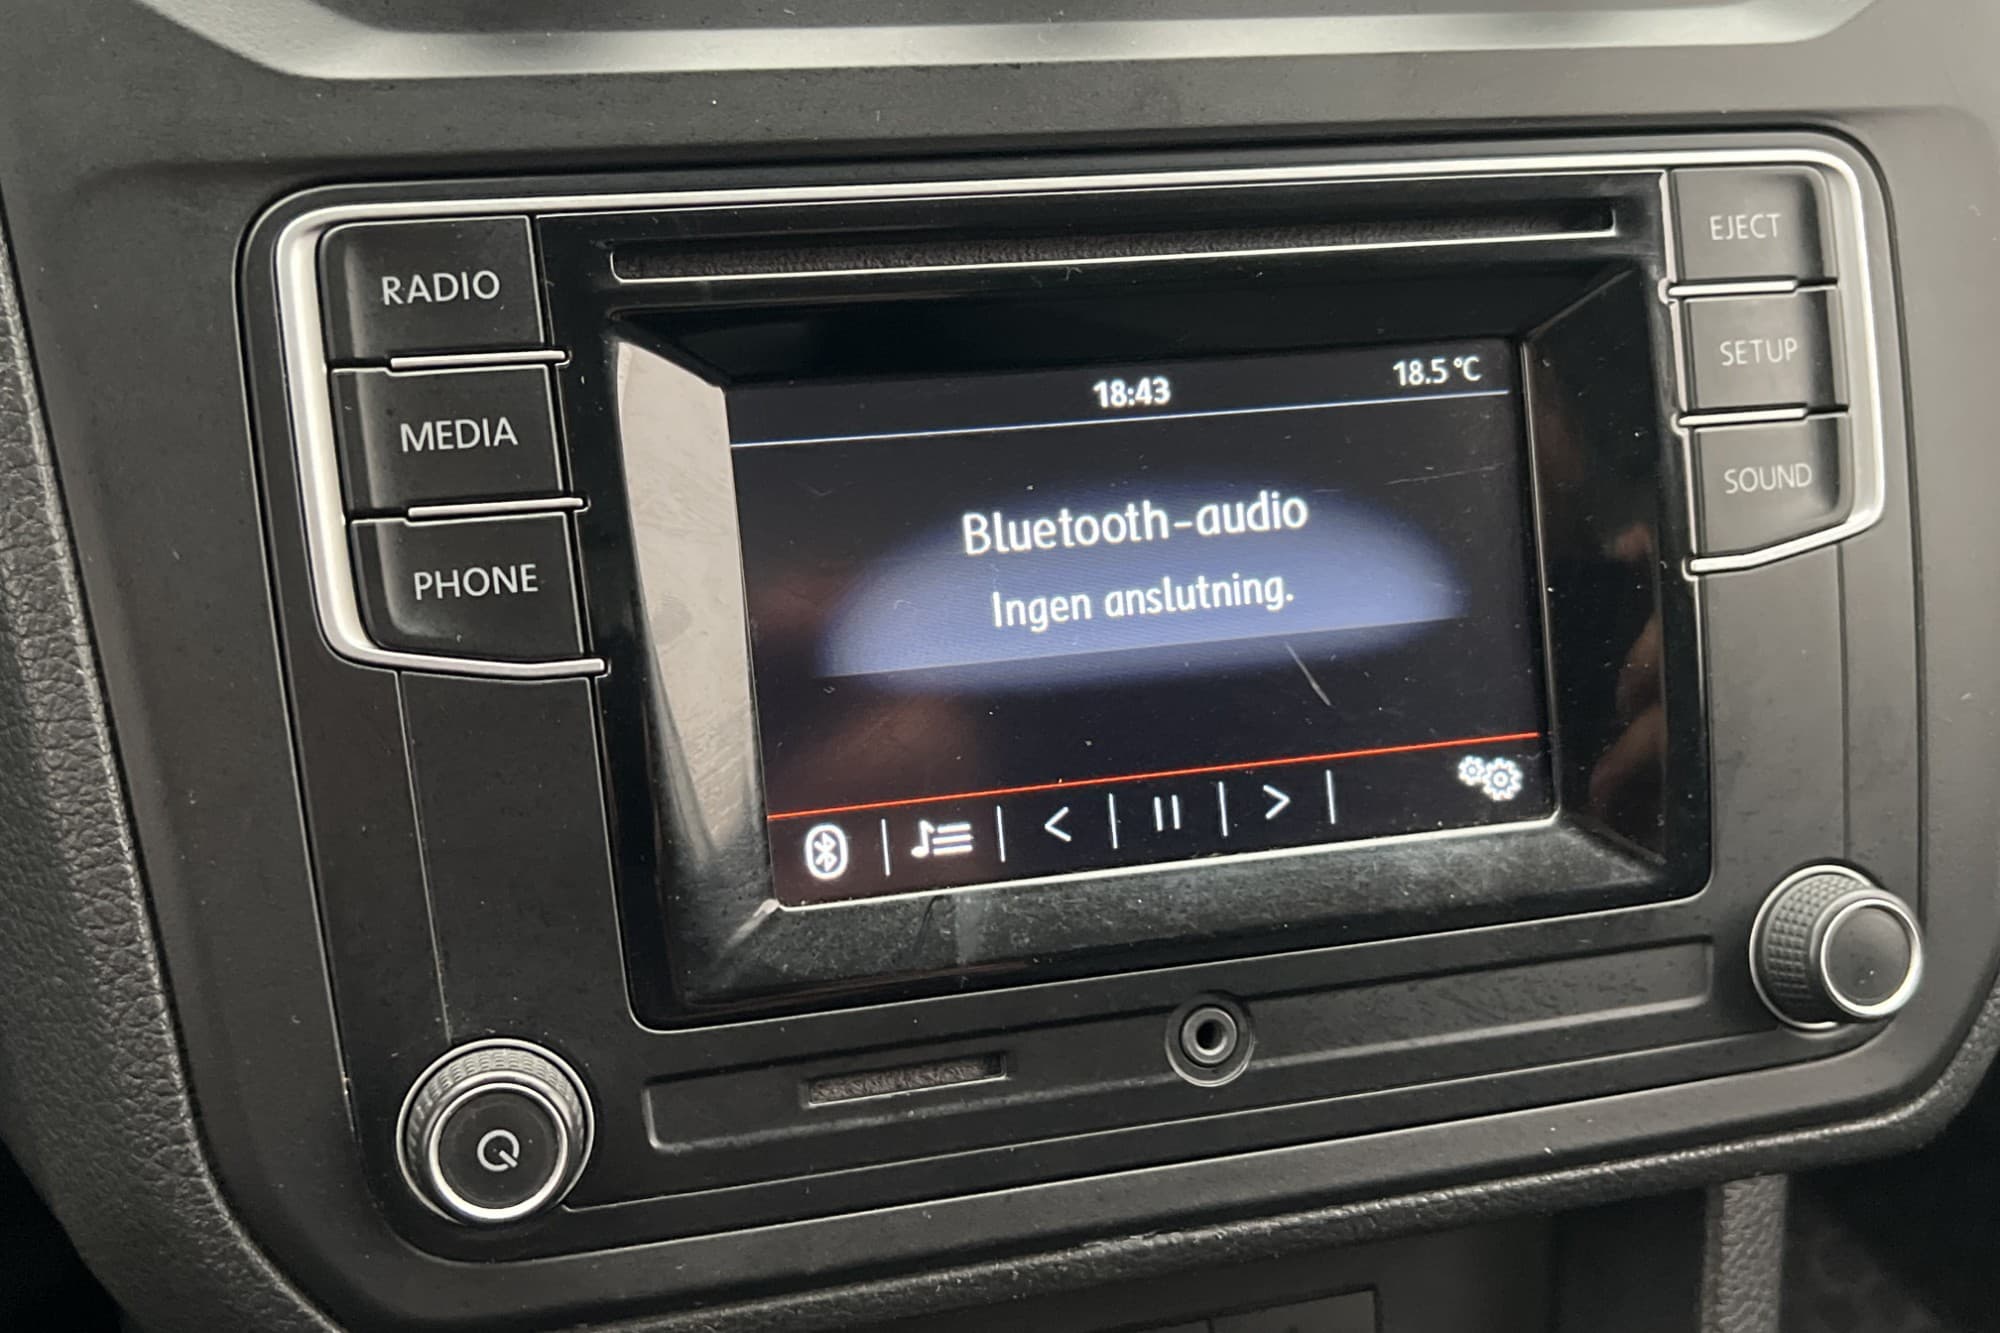 RADIO
MEDIA
PHONE
EJECT
SETUP
SOUND
18:43
18.5 °C
Bluetooth-audio
Ingen anslutning.